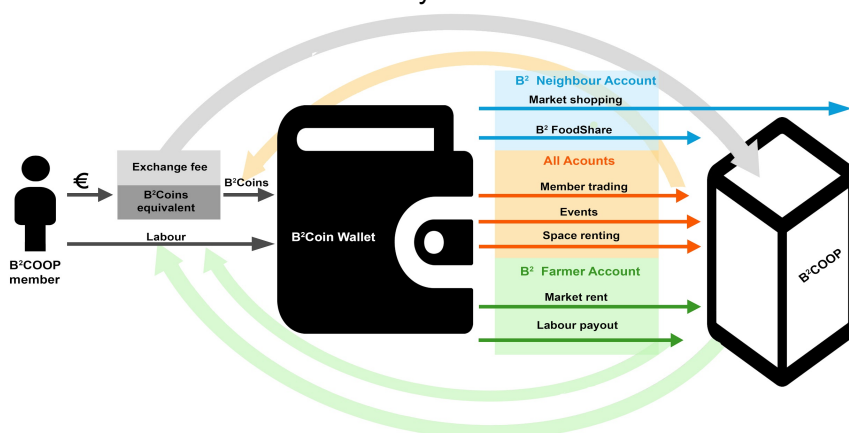 B² Neighbour Account
Market shopping
B² FoodShare
Exchange fee
All Acounts
€
B²Coins
B²Coins
equivalent
Member trading
Events
Labour
B²Coin Wallet
Space renting
B²COOP
member
B²COOP
B² Farmer Account
Market rent
Labour payout